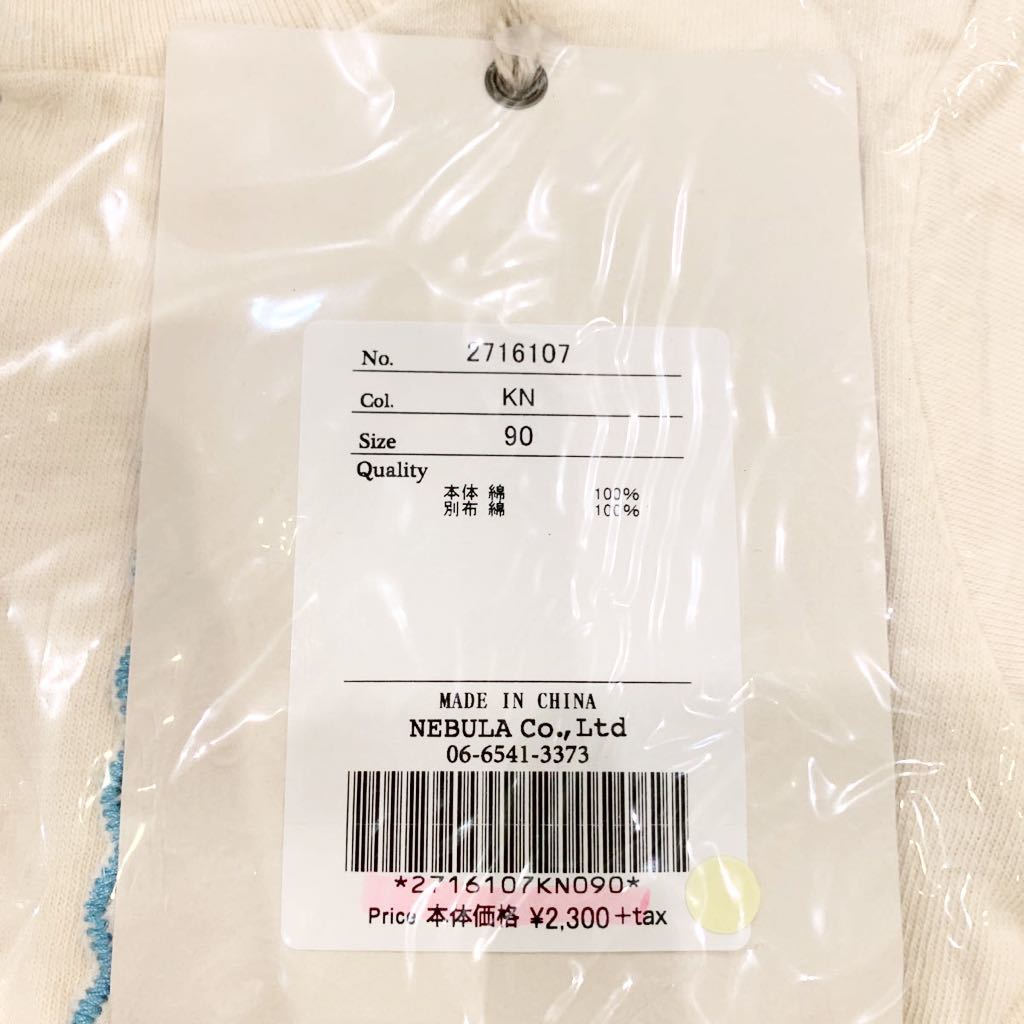 No. 2716107
Col. KN
Size 90
Quality
本体 綿 100%
別布 綿 100%
MADE IN CHINA
NEBULA Co.,Ltd
06-6541-3373
*2716107KN090*
Price 本体価格 ¥2,300+tax